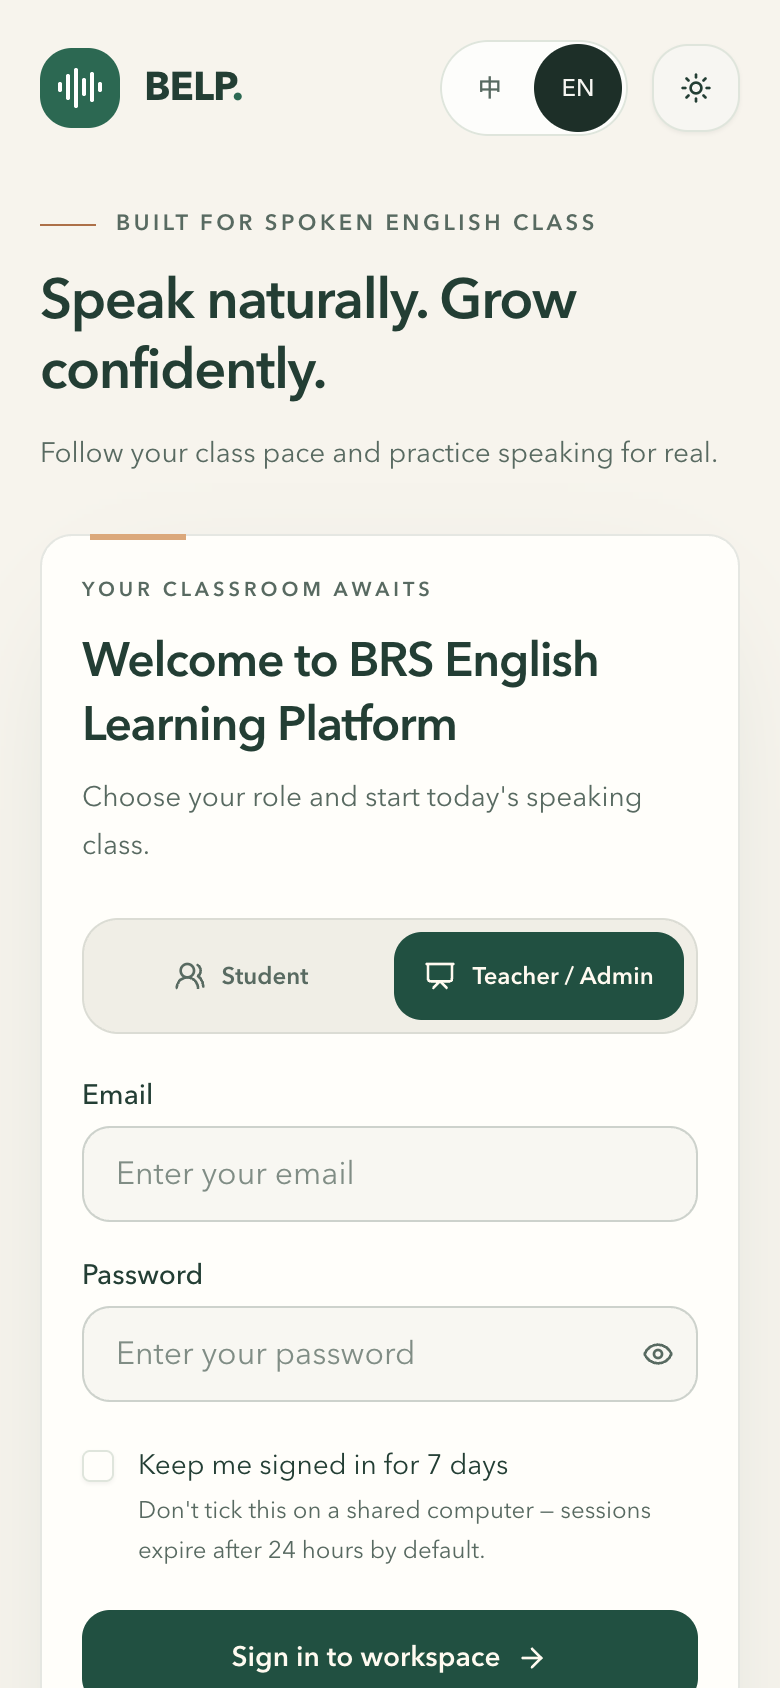 BELP.
中
EN
BUILT FOR SPOKEN ENGLISH CLASS
Speak naturally. Grow
confidently.
Follow your class pace and practice speaking for real.
YOUR CLASSROOM AWAITS
Welcome to BRS English
Learning Platform
Choose your role and start today's speaking
class.
Student
Teacher / Admin
Email
Enter your email
Password
Enter your password
Keep me signed in for 7 days
Don't tick this on a shared computer — sessions
expire after 24 hours by default.
Sign in to workspace →